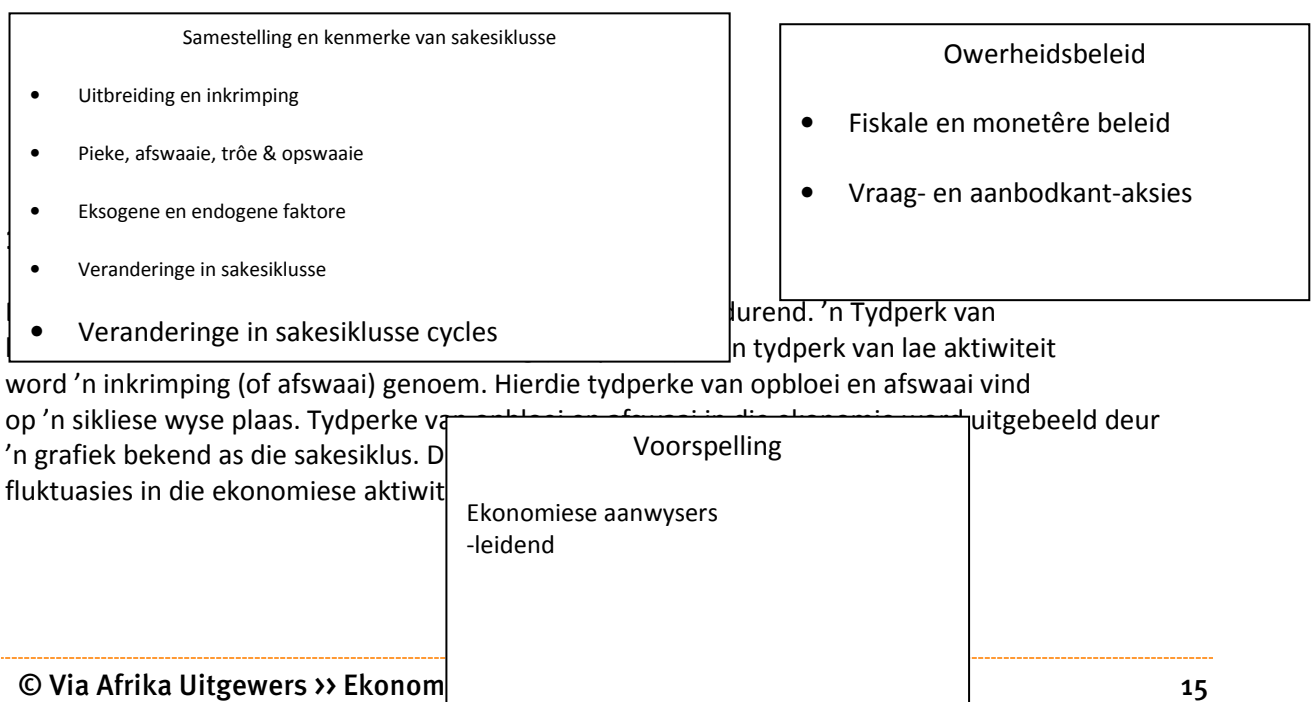 Samestelling en kenmerke van sakesiklusse
• Uitbreiding en inkrimping
• Pieke, afswaaie, trôe & opswaaie
• Eksogene en endogene faktore
• Veranderinge in sakesiklusse
• Veranderinge in sakesiklusse cycles
Owerheidsbeleid
• Fiskale en monetêre beleid
• Vraag- en aanbodkant-aksies
durend. ’n Tydperk van
n tydperk van lae aktiwiteit
word ’n inkrimping (of afswaai) genoem. Hierdie tydperke van opbloei en afswaai vind
op ’n sikliese wyse plaas. Tydperke uitgebeeld deur
’n grafiek bekend as die sakesiklus. D
fluktuasies in die ekonomiese aktiwit
Voorspelling
Ekonomiese aanwysers
-leidend
© Via Afrika Uitgewers ›› Ekonom 15